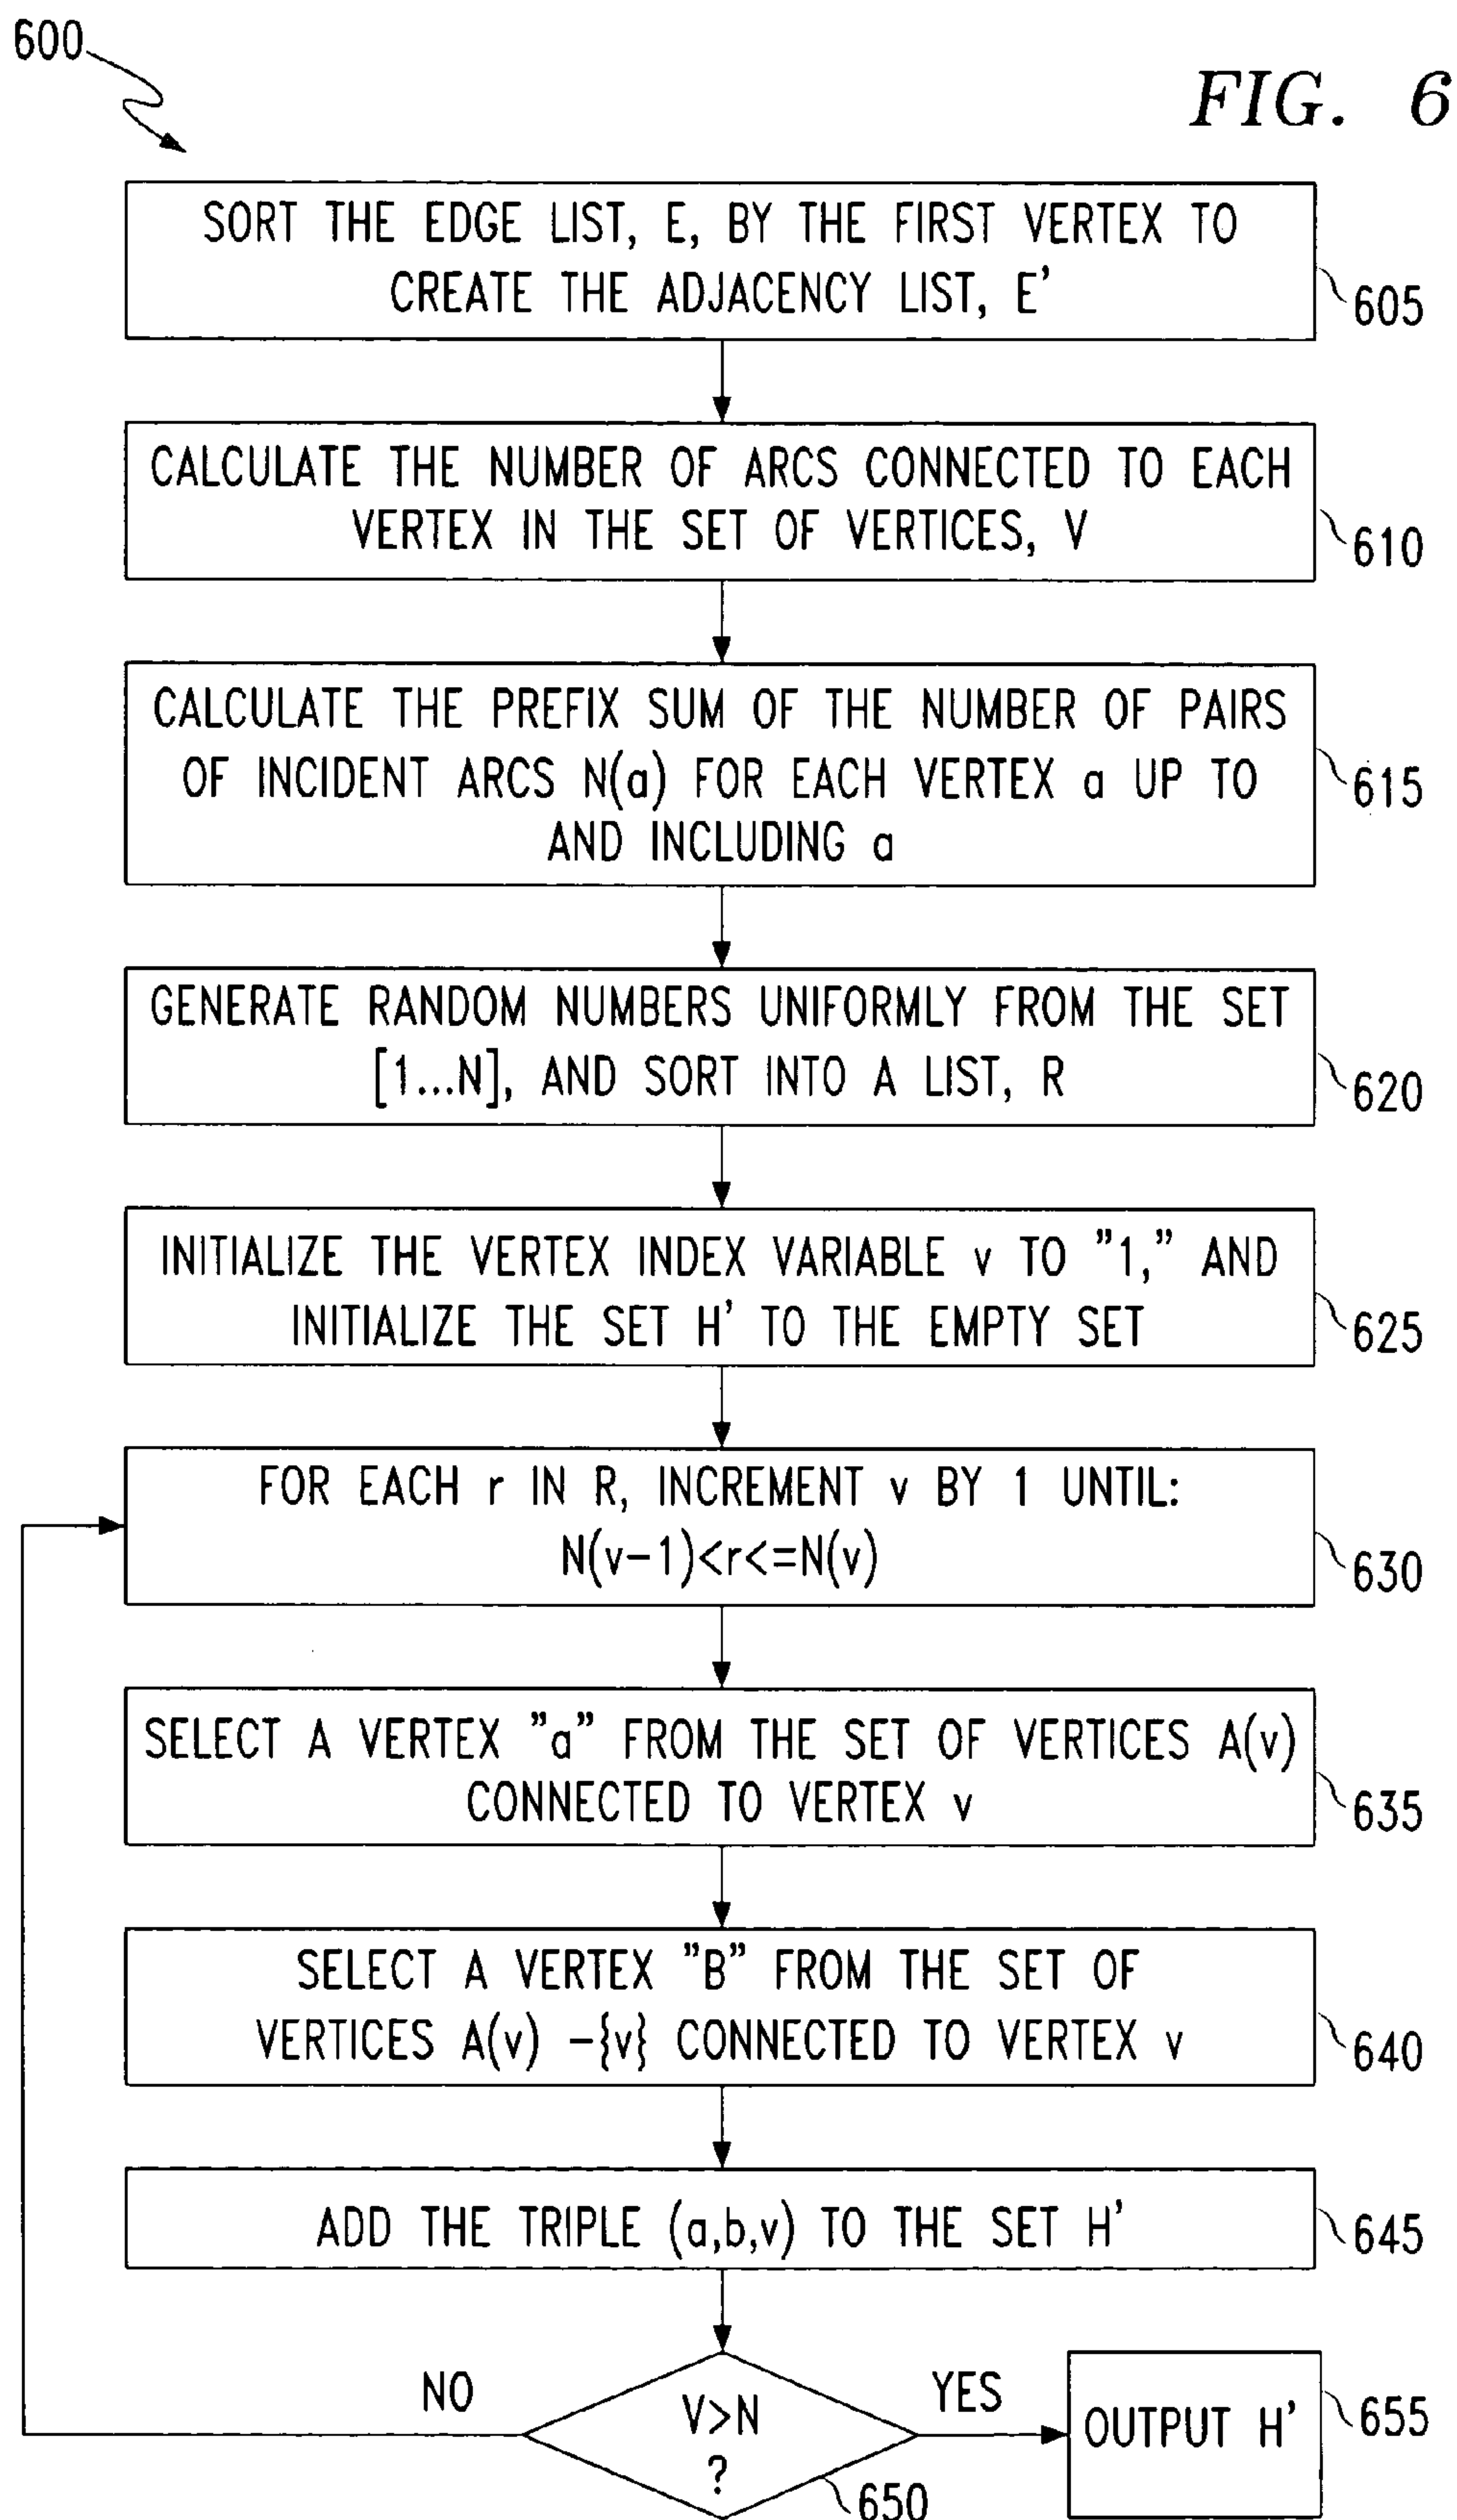 600
FIG. 6
SORT THE EDGE LIST, E, BY THE FIRST VERTEX TO
CREATE THE ADJACENCY LIST, E'
605
CALCULATE THE NUMBER OF ARCS CONNECTED TO EACH
VERTEX IN THE SET OF VERTICES, V
610
CALCULATE THE PREFIX SUM OF THE NUMBER OF PAIRS
OF INCIDENT ARCS N(a) FOR EACH VERTEX a UP TO
AND INCLUDING a
615
GENERATE RANDOM NUMBERS UNIFORMLY FROM THE SET
[1...N], AND SORT INTO A LIST, R
620
INITIALIZE THE VERTEX INDEX VARIABLE v TO "1," AND
INITIALIZE THE SET H' TO THE EMPTY SET
625
FOR EACH r IN R, INCREMENT v BY 1 UNTIL:
N(v-1)<r<=N(v)
630
SELECT A VERTEX "a" FROM THE SET OF VERTICES A(v)
CONNECTED TO VERTEX v
635
SELECT A VERTEX "B" FROM THE SET OF
VERTICES A(v) -{v} CONNECTED TO VERTEX v
640
ADD THE TRIPLE (a,b,v) TO THE SET H'
645
NO
V>N
?
YES
650
OUTPUT H'
655